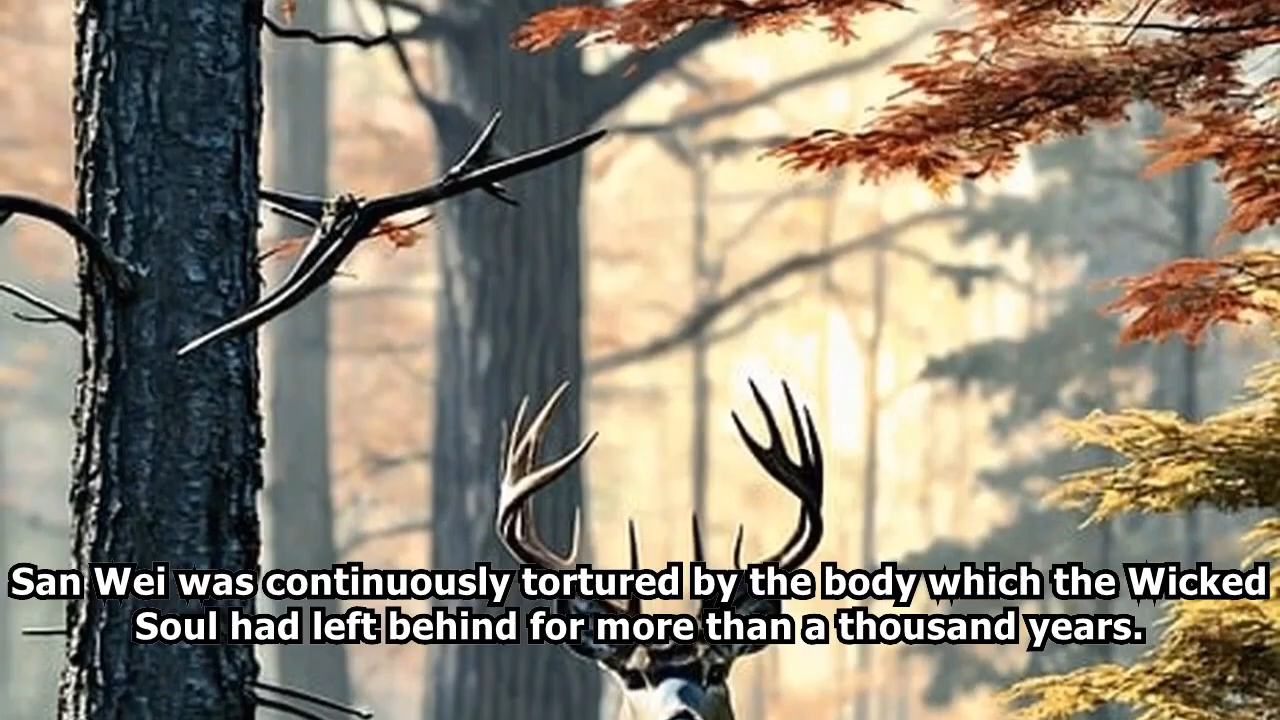 San Wei was continuously tortured by the body which the Wicked
Soul had left behind for more than a thousand years.